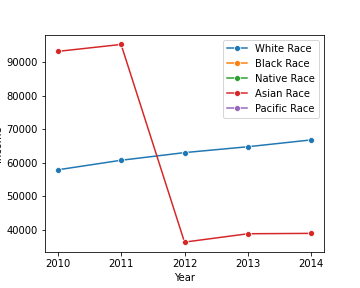 White Race
Black Race
Native Race
Asian Race
Pacific Race
90000
80000
70000
60000
50000
40000
2010 2011 2012 2013 2014
Year